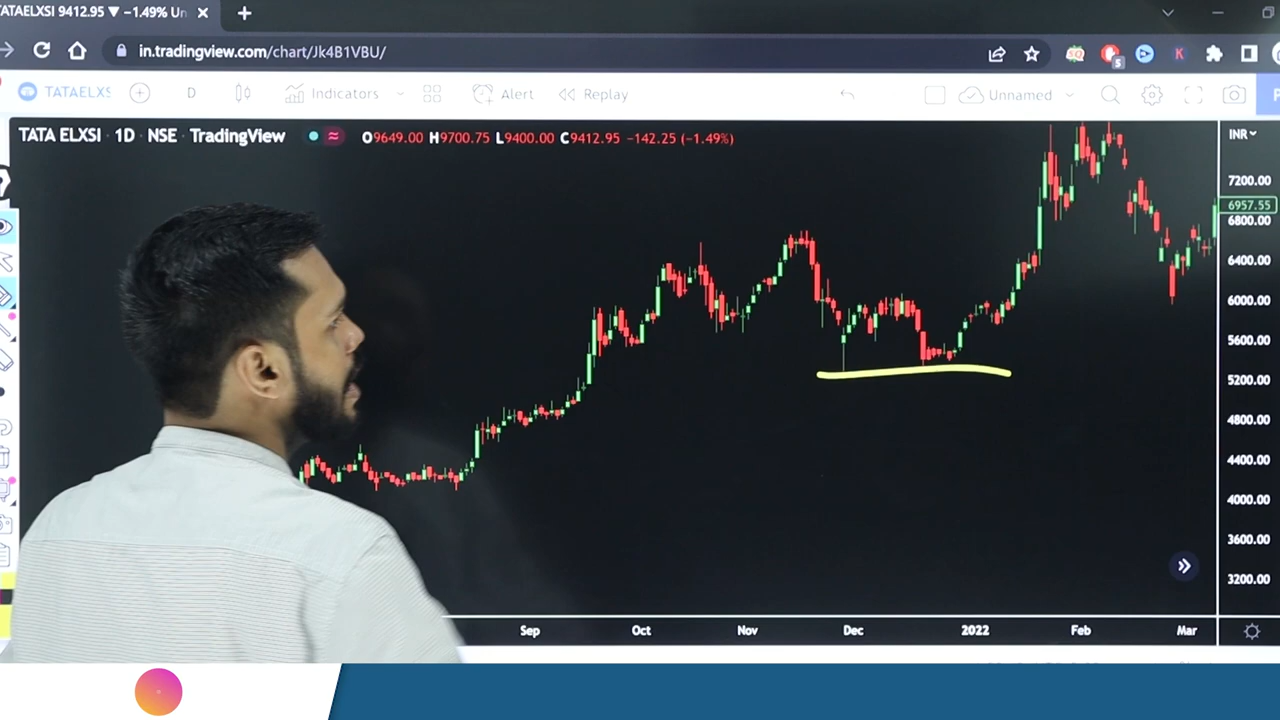 TATAELXSI 9412.95 ▼ −1.49% Un
in.tradingview.com/chart/Jk4B1VBU/
TATAELXS
D
Indicators
Alert
Replay
Unnamed
TATA ELXSI · 1D · NSE · TradingView
O9649.00 H9700.75 L9400.00 C9412.95 −142.25 (−1.49%)
INR
7200.00
6957.55
6800.00
6400.00
6000.00
5600.00
5200.00
4800.00
4400.00
4000.00
3600.00
3200.00
Sep Oct Nov Dec 2022 Feb Mar